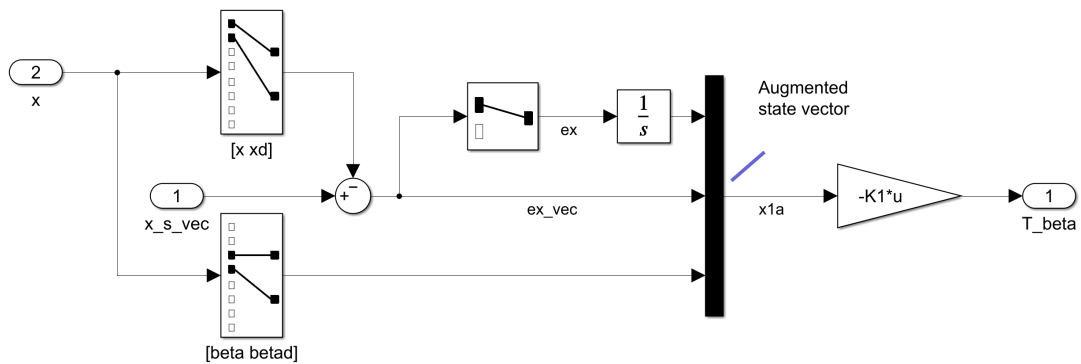 2
x
[x xd]
1
x_s_vec
+
−
ex
1
s
Augmented
state vector
ex_vec
x1a
-K1*u
1
T_beta
[beta betad]